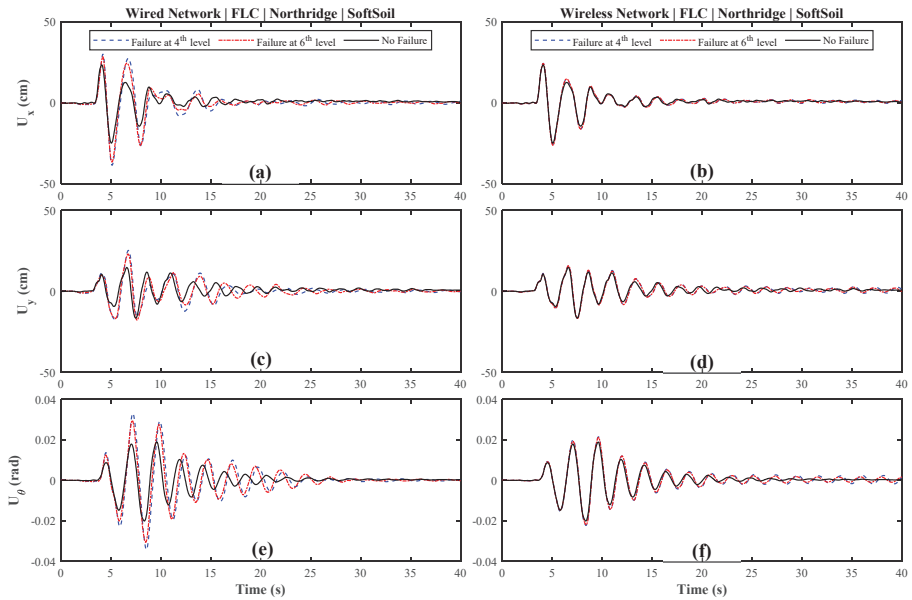 Wired Network | FLC | Northridge | SoftSoil
Failure at 4th level
Failure at 6th level
No Failure
50
0
-50
U_x (cm)
(a)
0 5 10 15 20 25 30 35 40
Wireless Network | FLC | Northridge | SoftSoil
Failure at 4th level
Failure at 6th level
No Failure
50
0
-50
(b)
0 5 10 15 20 25 30 35 40
50
0
-50
U_y (cm)
(c)
0 5 10 15 20 25 30 35 40
50
0
-50
(d)
0 5 10 15 20 25 30 35 40
0.04
0.02
0
-0.02
-0.04
U_θ (rad)
(e)
0 5 10 15 20 25 30 35 40
Time (s)
0.04
0.02
0
-0.02
-0.04
(f)
0 5 10 15 20 25 30 35 40
Time (s)